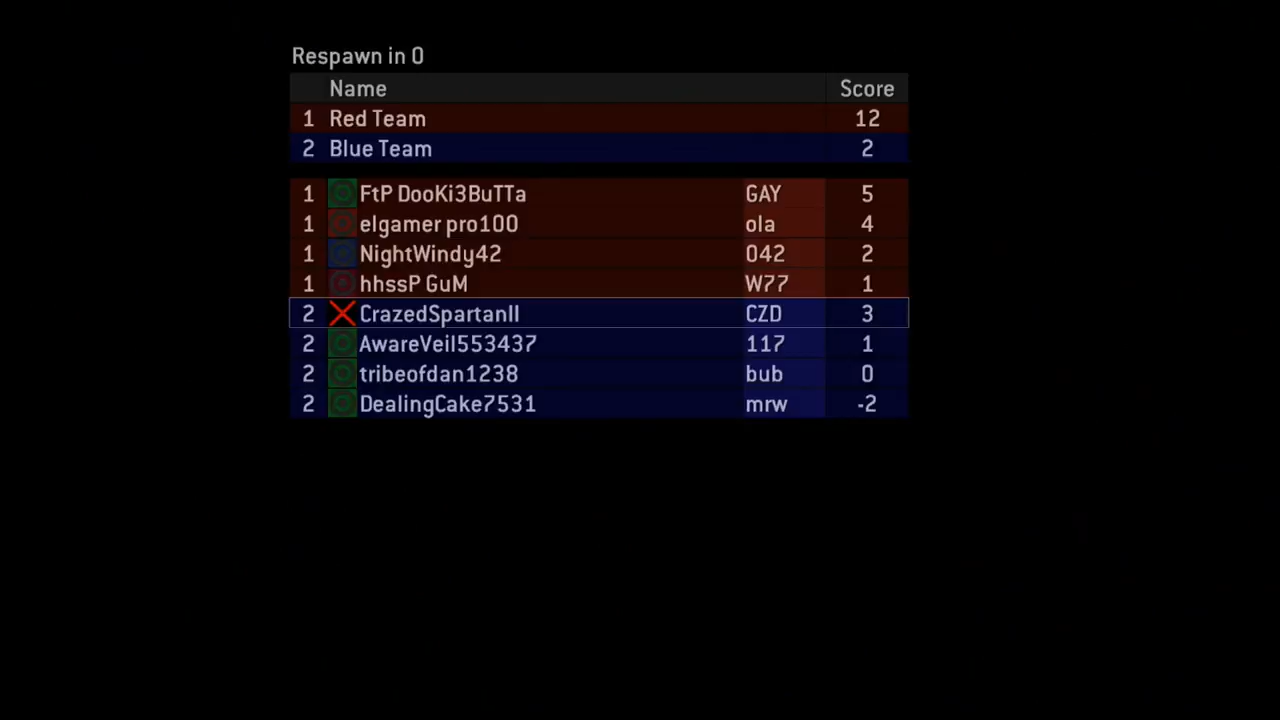 Respawn in 0
Name Score
1 Red Team 12
2 Blue Team 2
1 FtP DooKi3BuTTa GAY 5
1 elgamer pro100 ola 4
1 NightWindy42 042 2
1 hhssP GuM W77 1
2 CrazedSpartanII CZD 3
2 AwareVeil553437 117 1
2 tribeofdan1238 bub 0
2 DealingCake7531 mrw -2